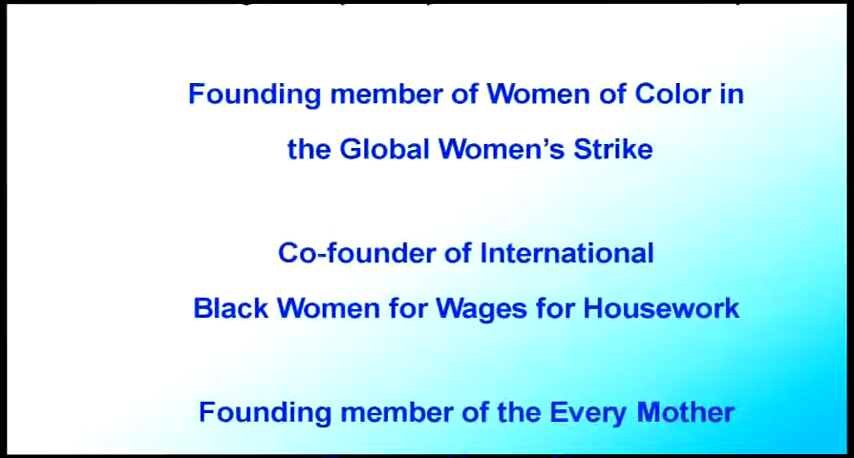 Founding member of Women of Color in
the Global Women's Strike
Co-founder of International
Black Women for Wages for Housework
Founding member of the Every Mother